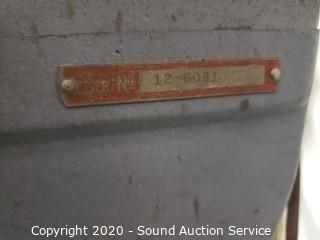 SER. No 12-6091
Copyright © 2020 - Sound Auction Service